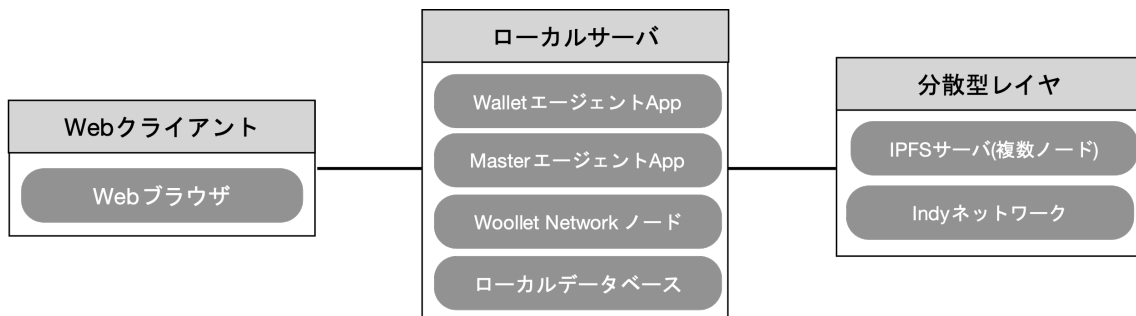 Webクライアント
Webブラウザ
ローカルサーバ
WalletエージェントApp
MasterエージェントApp
Woollet Network ノード
ローカルデータベース
分散型レイヤ
IPFSサーバ(複数ノード)
Indyネットワーク